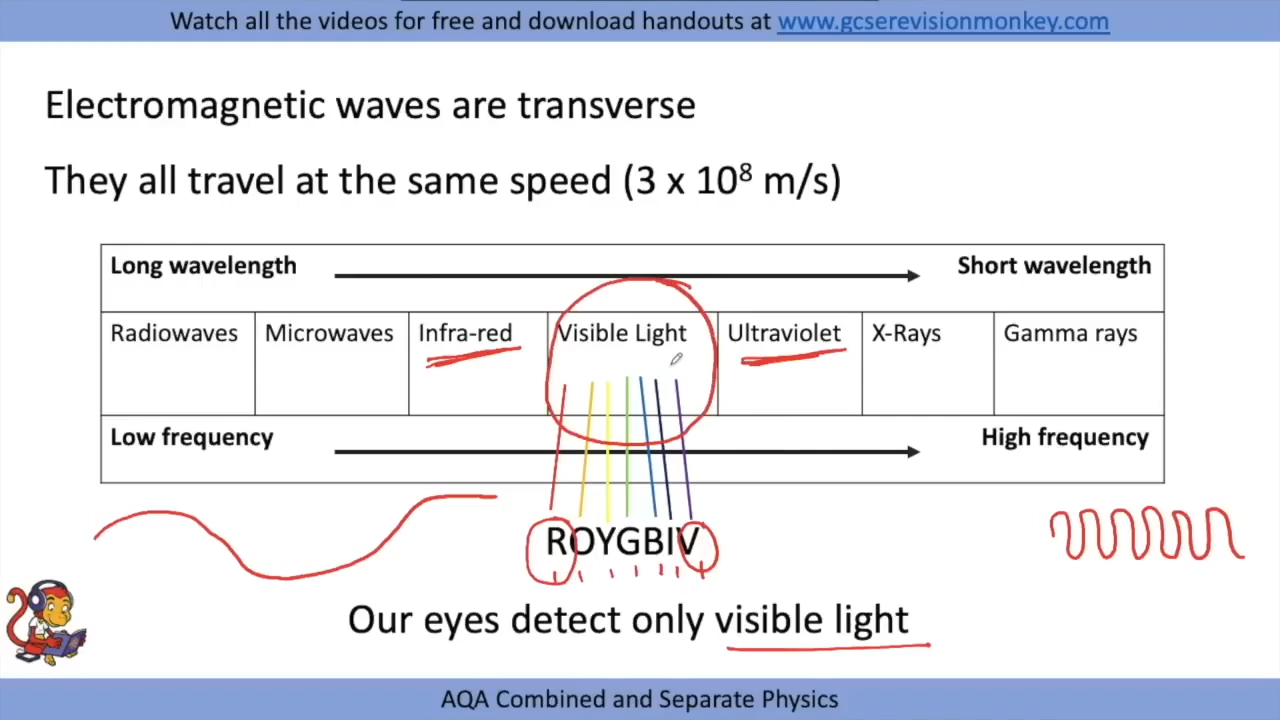 Watch all the videos for free and download handouts at www.gcserevisionmonkey.com
Electromagnetic waves are transverse
They all travel at the same speed (3 x 10⁸ m/s)
Long wavelength Short wavelength
Radiowaves Microwaves Infra-red Visible Light Ultraviolet X-Rays Gamma rays
Low frequency High frequency
ROYGBIV
Our eyes detect only visible light
AQA Combined and Separate Physics